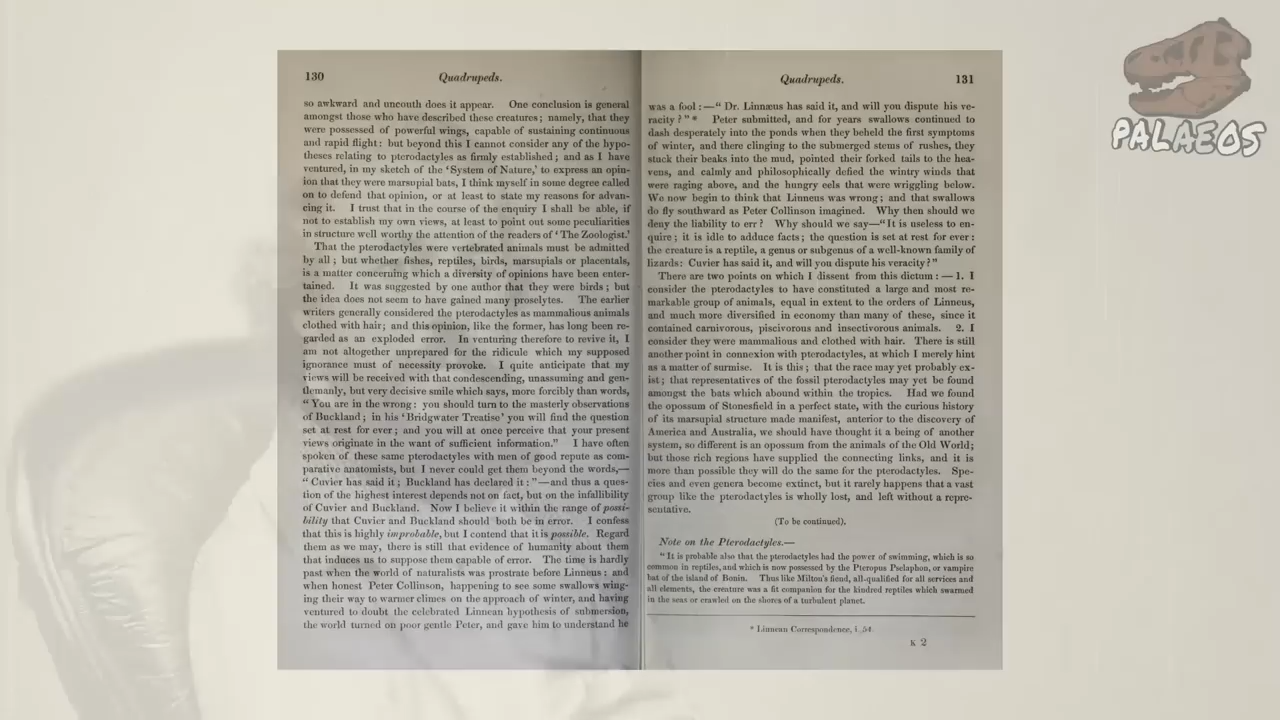 130
Quadrupeds.
so awkward and uncouth does it appear. One conclusion is general
amongst those who have described these creatures; namely, that they
were possessed of powerful wings, capable of sustaining continuous
and rapid flight: but beyond this I cannot consider any of the hypo-
theses relating to pterodactyles as firmly established; and as I have
ventured, in my sketch of the ‘System of Nature,’ to express an opin-
ion that they were marsupial bats, I think myself in some degree called
on to defend that opinion, or at least to state my reasons for advan-
cing it. I trust that in the course of the enquiry I shall be able, if
not to establish my own views, at least to point out some peculiarities
in structure well worthy the attention of the readers of ‘The Zoologist.’
That the pterodactyles were vertebrated animals must be admitted
by all; but whether fishes, reptiles, birds, marsupials or placentals,
is a matter concerning which a diversity of opinions have been enter-
tained. It was suggested by one author that they were birds; but
the idea does not seem to have gained many proselytes. The earlier
writers generally considered the pterodactyles as mammalious animals
clothed with hair; and this opinion, like the former, has long been re-
garded as an exploded error. In venturing therefore to revive it, I
am not altogether unprepared for the ridicule which my supposed
ignorance must of necessity provoke. I quite anticipate that my
views will be received with that condescending, unassuming and gen-
tlemanly, but very decisive smile which says, more forcibly than words,
“You are in the wrong: you should turn to the masterly observations
of Buckland; in his ‘Bridgwater Treatise’ you will find the question
set at rest for ever; and you will at once perceive that your present
views originate in the want of sufficient information.” I have often
spoken of these same pterodactyles with men of good repute as com-
parative anatomists, but I never could get them beyond the words,—
“Cuvier has said it; Buckland has declared it:”—and thus a ques-
tion of the highest interest depends not on fact, but on the infallibility
of Cuvier and Buckland. Now I believe it within the range of possi-
bility that Cuvier and Buckland should both be in error. I confess
that this is highly improbable, but I contend that it is possible. Regard
them as we may, there is still that evidence of humanity about them
that induces us to suppose them capable of error. The time is hardly
past when the world of naturalists was prostrate before Linneus: and
when honest Peter Collinson, happening to see some swallows wing-
ing their way to warmer climes on the approach of winter, and having
ventured to doubt the celebrated Linnean hypothesis of submersion,
the world turned on poor gentle Peter, and gave him to understand he
Quadrupeds.
131
was a fool:—“Dr. Linnæus has said it, and will you dispute his ve-
racity?”* Peter submitted, and for years swallows continued to
dash desperately into the ponds when they beheld the first symptoms
of winter, and there clinging to the submerged stems of rushes, they
stuck their beaks into the mud, pointed their forked tails to the hea-
vens, and calmly and philosophically defied the wintry winds that
were raging above, and the hungry eels that were wriggling below.
We now begin to think that Linneus was wrong; and that swallows
do fly southward as Peter Collinson imagined. Why then should we
deny the liability to err? Why should we say—“It is useless to en-
quire; it is idle to adduce facts; the question is set at rest for ever:
the creature is a reptile, a genus or subgenus of a well-known family of
lizards: Cuvier has said it, and will you dispute his veracity?”
There are two points on which I dissent from this dictum:—1. I
consider the pterodactyles to have constituted a large and most re-
markable group of animals, equal in extent to the orders of Linneus,
and much more diversified in economy than many of these, since it
contained carnivorous, piscivorous and insectivorous animals. 2. I
consider they were mammalious and clothed with hair. There is still
another point in connexion with pterodactyles, at which I merely hint
as a matter of surmise. It is this; that the race may yet probably ex-
ist; that representatives of the fossil pterodactyles may yet be found
amongst the bats which abound within the tropics. Had we found
the opossum of Stonesfield in a perfect state, with the curious history
of its marsupial structure made manifest, anterior to the discovery of
America and Australia, we should have thought it a being of another
system, so different is an opossum from the animals of the Old World;
but those rich regions have supplied the connecting links, and it is
more than possible they will do the same for the pterodactyles. Spe-
cies and even genera become extinct, but it rarely happens that a vast
group like the pterodactyles is wholly lost, and left without a repre-
sentative.
(To be continued).
Note on the Pterodactyles.—
“It is probable also that the pterodactyles had the power of swimming, which is so
common in reptiles, and which is now possessed by the Pteropus Pselaphon, or vampire
bat of the island of Bonin. Thus like Milton's fiend, all-qualified for all services and
all elements, the creature was a fit companion for the kindred reptiles which swarmed
in the seas or crawled on the shores of a turbulent planet.
* Linnean Correspondence, i. 54.
K 2
PALAEOS